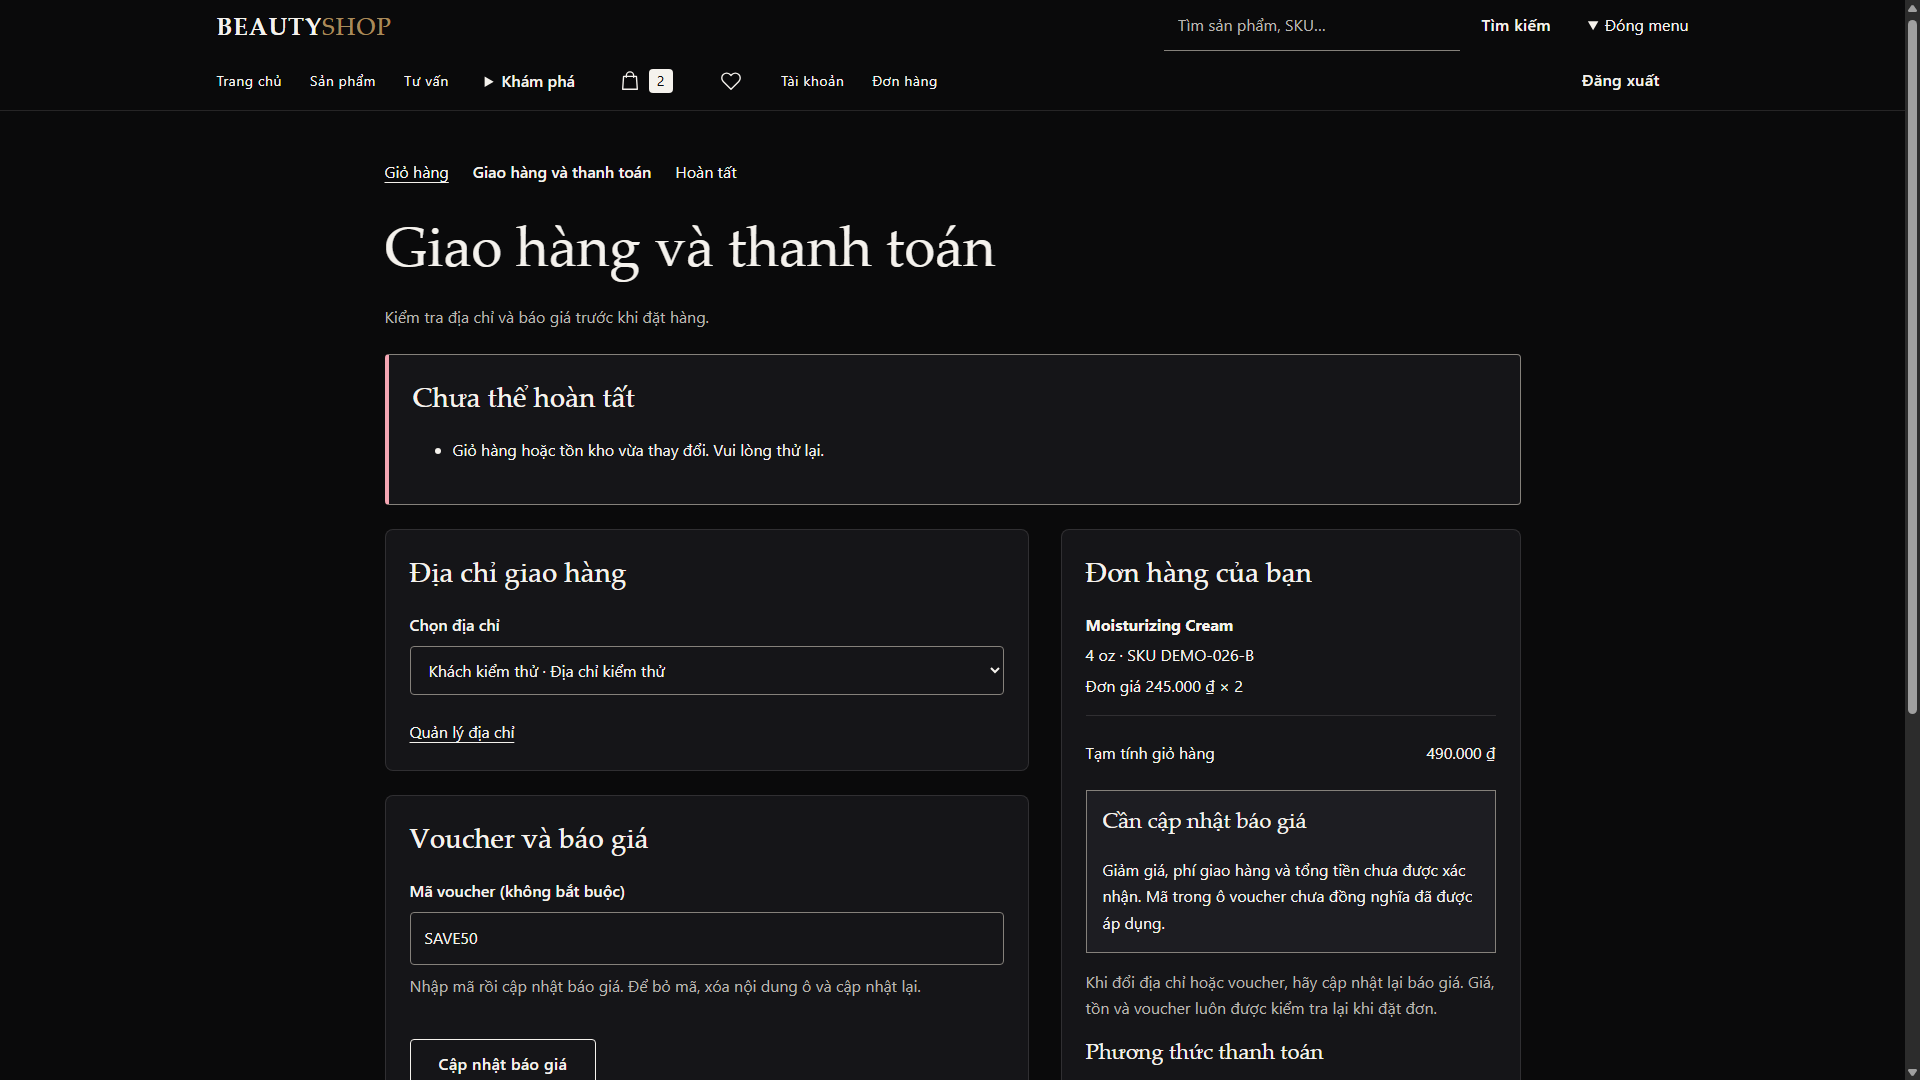 BEAUTYSHOP
Tìm sản phẩm, SKU...
Tìm kiếm
▼ Đóng menu
Trang chủ
Sản phẩm
Tư vấn
▶ Khám phá
2
Tài khoản
Đơn hàng
Đăng xuất
Giỏ hàng
Giao hàng và thanh toán
Hoàn tất
Giao hàng và thanh toán
Kiểm tra địa chỉ và báo giá trước khi đặt hàng.
Chưa thể hoàn tất
• Giỏ hàng hoặc tồn kho vừa thay đổi. Vui lòng thử lại.
Địa chỉ giao hàng
Chọn địa chỉ
Khách kiểm thử · Địa chỉ kiểm thử
Quản lý địa chỉ
Voucher và báo giá
Mã voucher (không bắt buộc)
SAVE50
Nhập mã rồi cập nhật báo giá. Để bỏ mã, xóa nội dung ô và cập nhật lại.
Cập nhật báo giá
Đơn hàng của bạn
Moisturizing Cream
4 oz · SKU DEMO-026-B
Đơn giá 245.000 ₫ × 2
Tạm tính giỏ hàng 490.000 ₫
Cần cập nhật báo giá
Giảm giá, phí giao hàng và tổng tiền chưa được xác
nhận. Mã trong ô voucher chưa đồng nghĩa đã được
áp dụng.
Khi đổi địa chỉ hoặc voucher, hãy cập nhật lại báo giá. Giá,
tồn và voucher luôn được kiểm tra lại khi đặt đơn.
Phương thức thanh toán